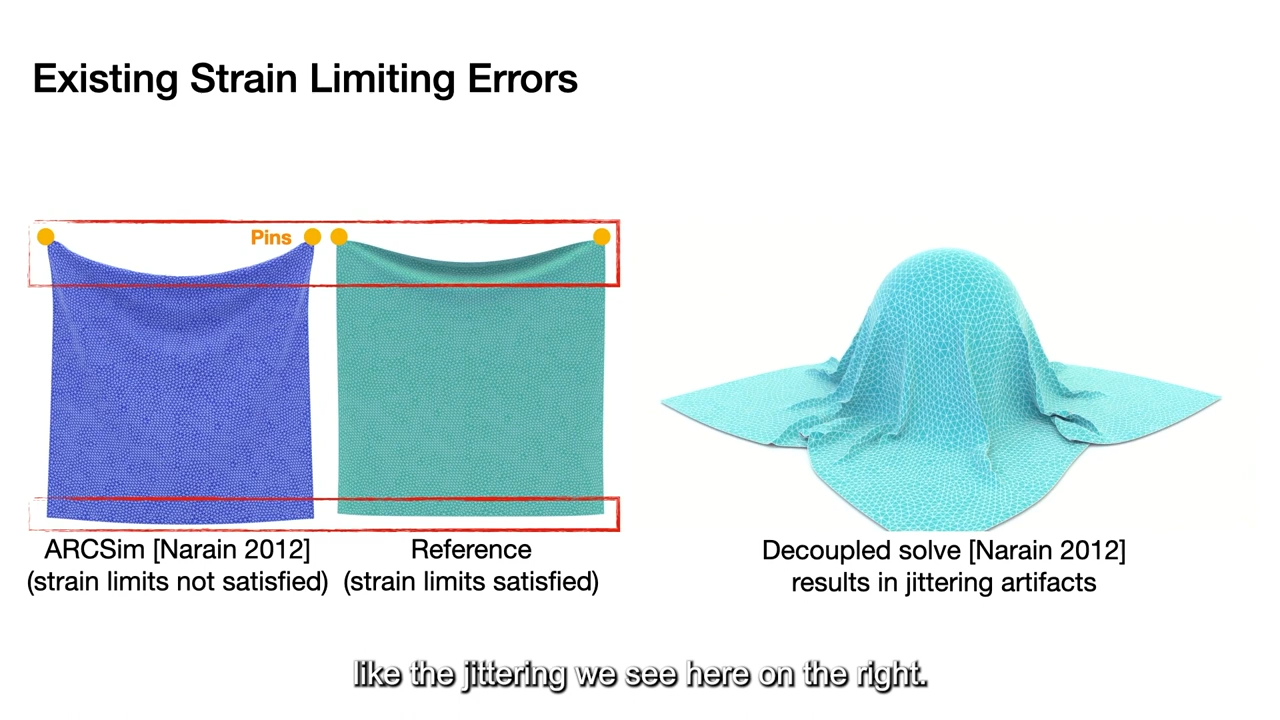 Existing Strain Limiting Errors
Pins
ARCSim [Narain 2012]
(strain limits not satisfied)
Reference
(strain limits satisfied)
Decoupled solve [Narain 2012]
results in jittering artifacts
like the jittering we see here on the right.